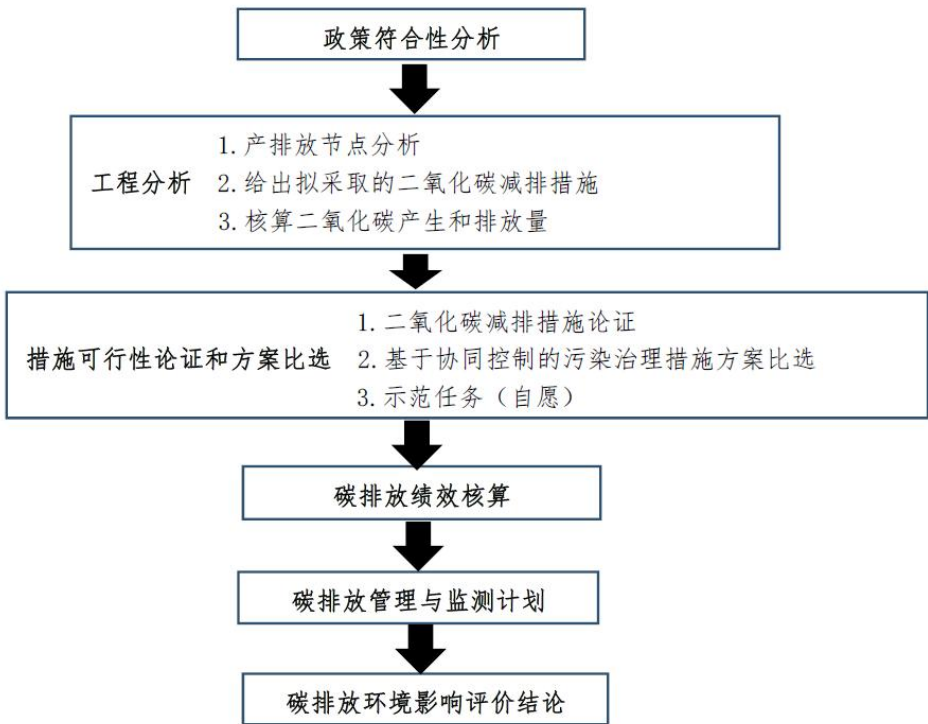 政策符合性分析
1.产排放节点分析
工程分析 2.给出拟采取的二氧化碳减排措施
3.核算二氧化碳产生和排放量
1.二氧化碳减排措施论证
措施可行性论证和方案比选 2.基于协同控制的污染治理措施方案比选
3.示范任务（自愿）
碳排放绩效核算
碳排放管理与监测计划
碳排放环境影响评价结论